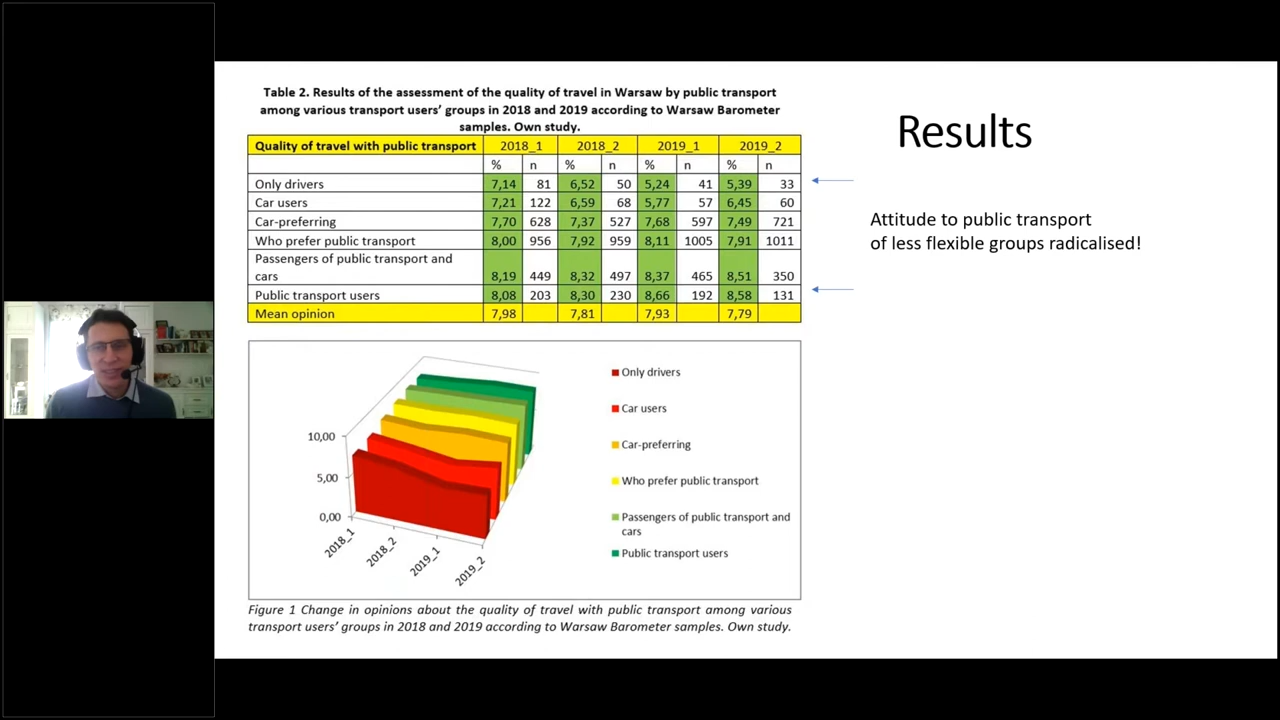 Table 2. Results of the assessment of the quality of travel in Warsaw by public transport
among various transport users’ groups in 2018 and 2019 according to Warsaw Barometer
samples. Own study.
Quality of travel with public transport 2018_1 2018_2 2019_1 2019_2
% n % n % n % n
Only drivers 7,14 81 6,52 50 5,24 41 5,39 33
Car users 7,21 122 6,59 68 5,77 57 6,45 60
Car-preferring 7,70 628 7,37 527 7,68 597 7,49 721
Who prefer public transport 8,00 956 7,92 959 8,11 1005 7,91 1011
Passengers of public transport and
cars 8,19 449 8,32 497 8,37 465 8,51 350
Public transport users 8,08 203 8,30 230 8,66 192 8,58 131
Mean opinion 7,98 7,81 7,93 7,79
Results
Attitude to public transport
of less flexible groups radicalised!
10,00
5,00
0,00
2018_1
2018_2
2019_1
2019_2
Only drivers
Car users
Car-preferring
Who prefer public transport
Passengers of public transport and
cars
Public transport users
Figure 1 Change in opinions about the quality of travel with public transport among various
transport users’ groups in 2018 and 2019 according to Warsaw Barometer samples. Own study.